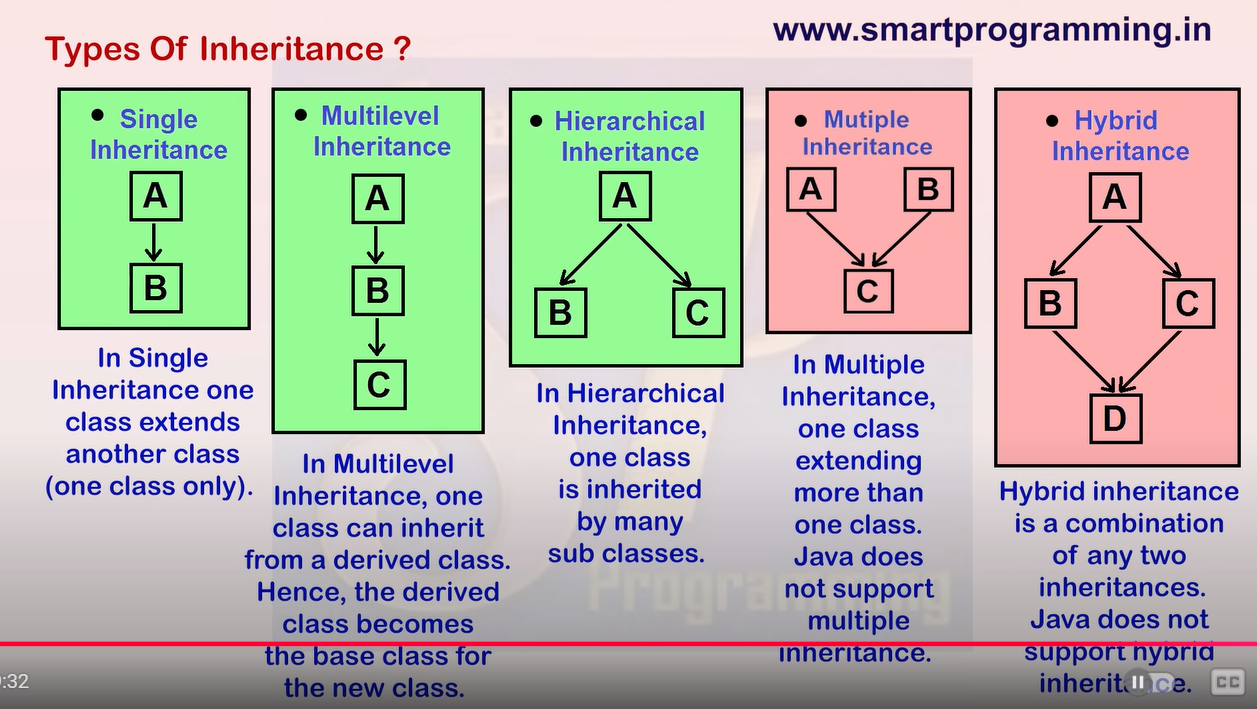 www.smartprogramming.in
Types Of Inheritance ?
• Single
Inheritance
A
B
In Single
Inheritance one
class extends
another class
(one class only).
• Multilevel
Inheritance
A
B
C
In Multilevel
Inheritance, one
class can inherit
from a derived class.
Hence, the derived
class becomes
the base class for
the new class.
• Hierarchical
Inheritance
A
B C
In Hierarchical
Inheritance,
one class
is inherited
by many
sub classes.
• Mutiple
Inheritance
A B
C
In Multiple
Inheritance,
one class
extending
more than
one class.
Java does
not support
multiple
inheritance.
• Hybrid
Inheritance
A
B C
D
Hybrid inheritance
is a combination
of any two
inheritances.
Java does not
support hybrid
Programming
:32
CC